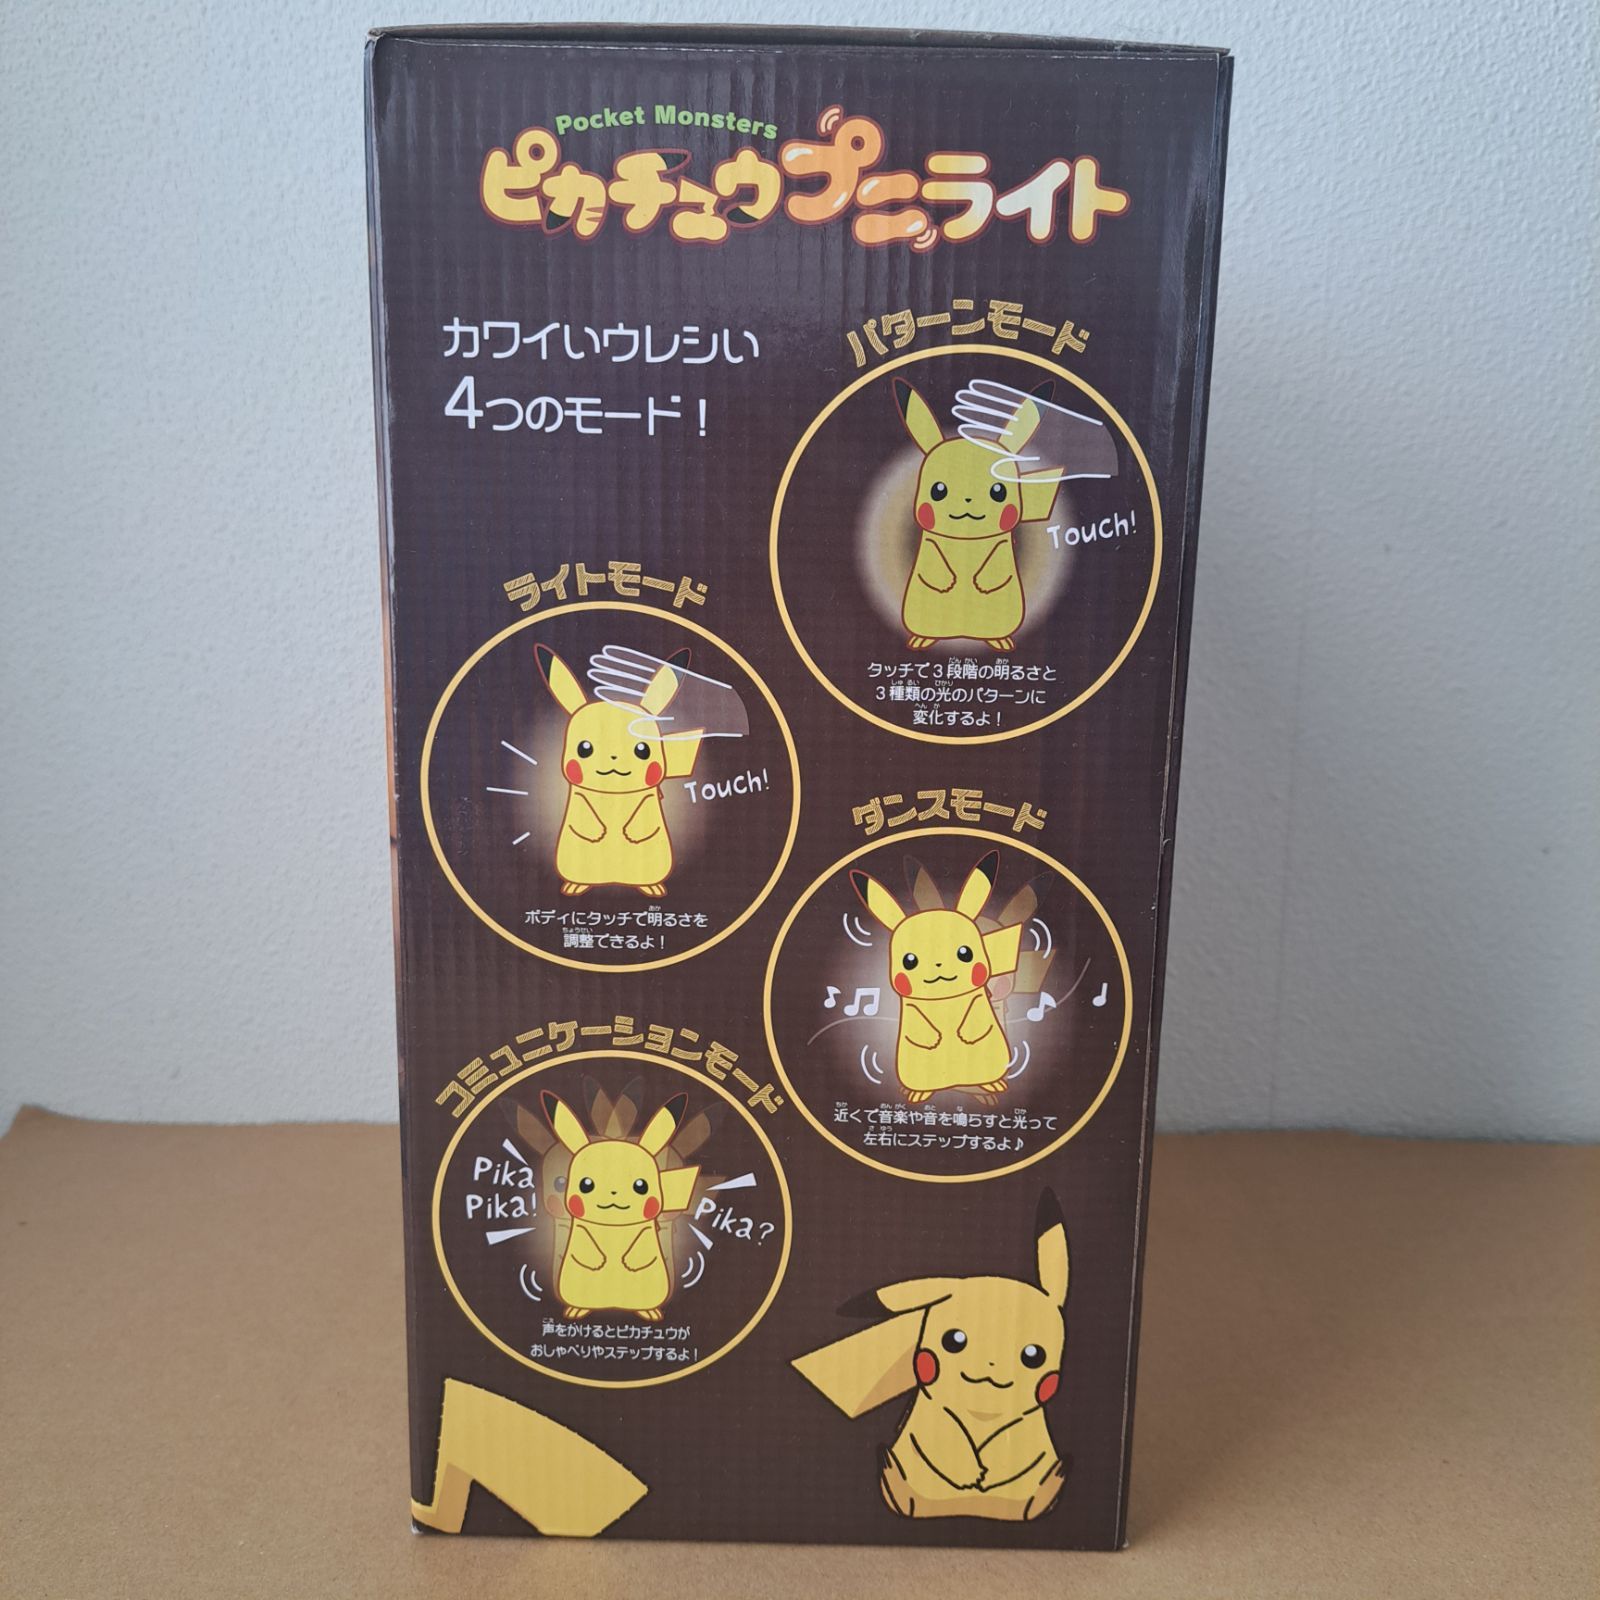 Pocket Monsters
ピカチュウプニライト
カワイいウレシい
4つのモード！
パターンモード
Touch!
タッチで3段階の明るさと
3種類の光のパターンに
変化するよ！
ライトモード
Touch!
ボディにタッチで明るさを
調整できるよ！
ダンスモード
近くで音楽や音を鳴らすと光って
左右にステップするよ♪
コミュニケーションモード
Pika
Pika!
Pika?
声をかけるとピカチュウが
おしゃべりやステップするよ！